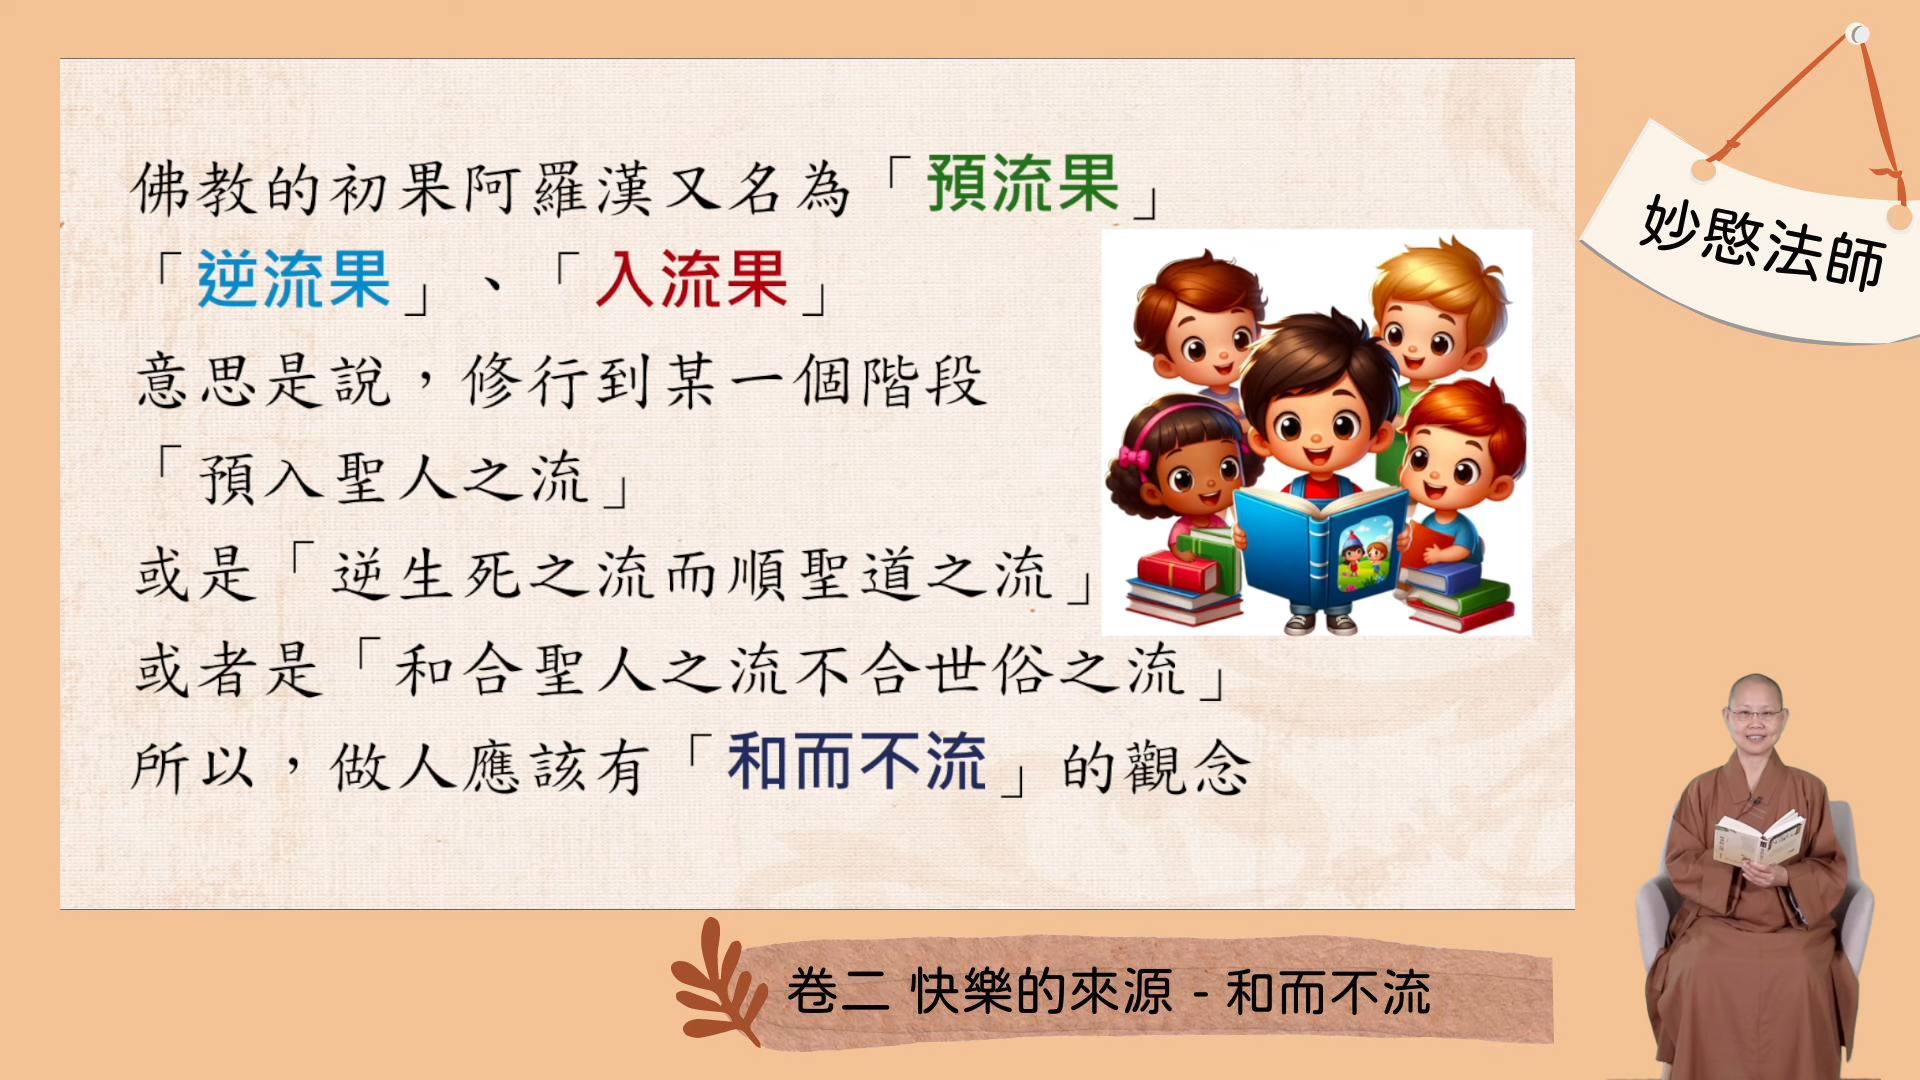 佛教的初果阿羅漢又名為「預流果」
「逆流果」、「入流果」
意思是說，修行到某一個階段
「預入聖人之流」
或是「逆生死之流而順聖道之流」
或者是「和合聖人之流不合世俗之流」
所以，做人應該有「和而不流」的觀念
妙愍法師
卷二 快樂的來源 - 和而不流